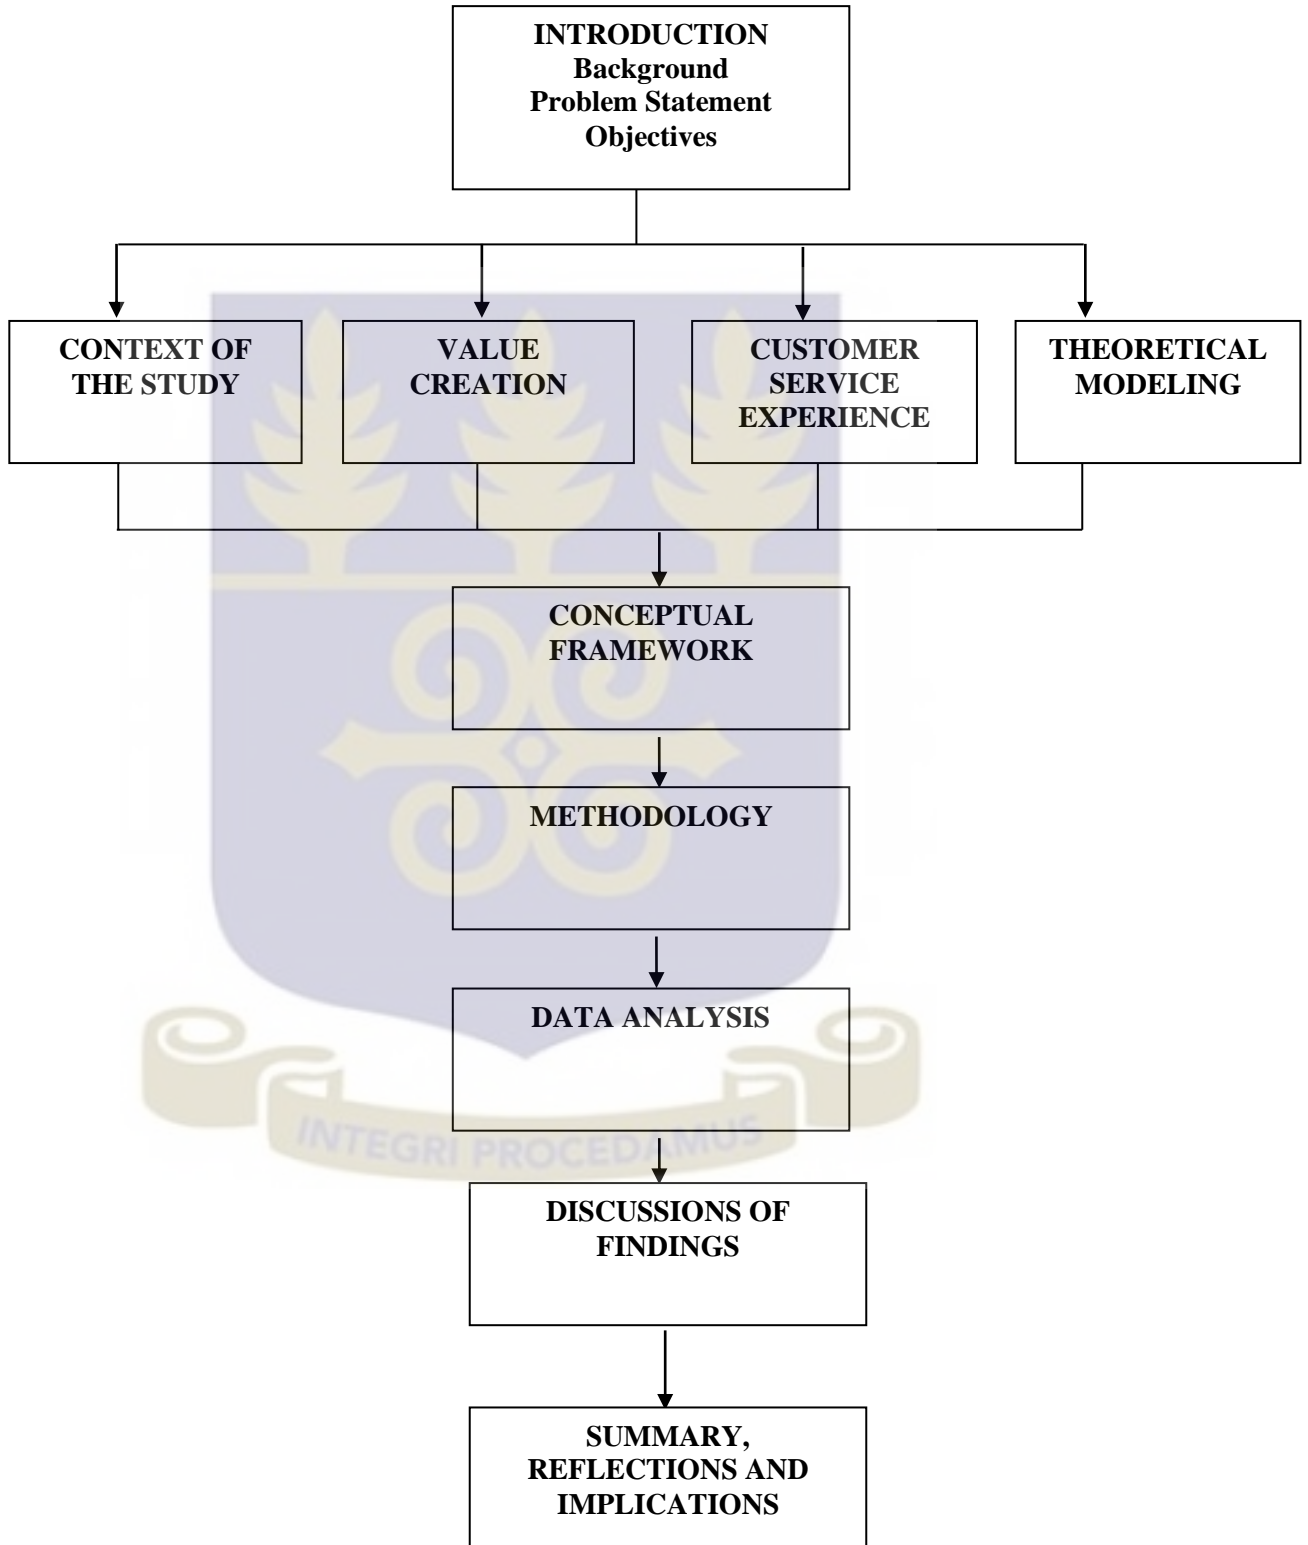 INTRODUCTION
Background
Problem Statement
Objectives
CONTEXT OF
THE STUDY
VALUE
CREATION
CUSTOMER
SERVICE
EXPERIENCE
THEORETICAL
MODELING
CONCEPTUAL
FRAMEWORK
METHODOLOGY
DATA ANALYSIS
INTEGRI PROCEDAMUS
DISCUSSIONS OF
FINDINGS
SUMMARY,
REFLECTIONS AND
IMPLICATIONS